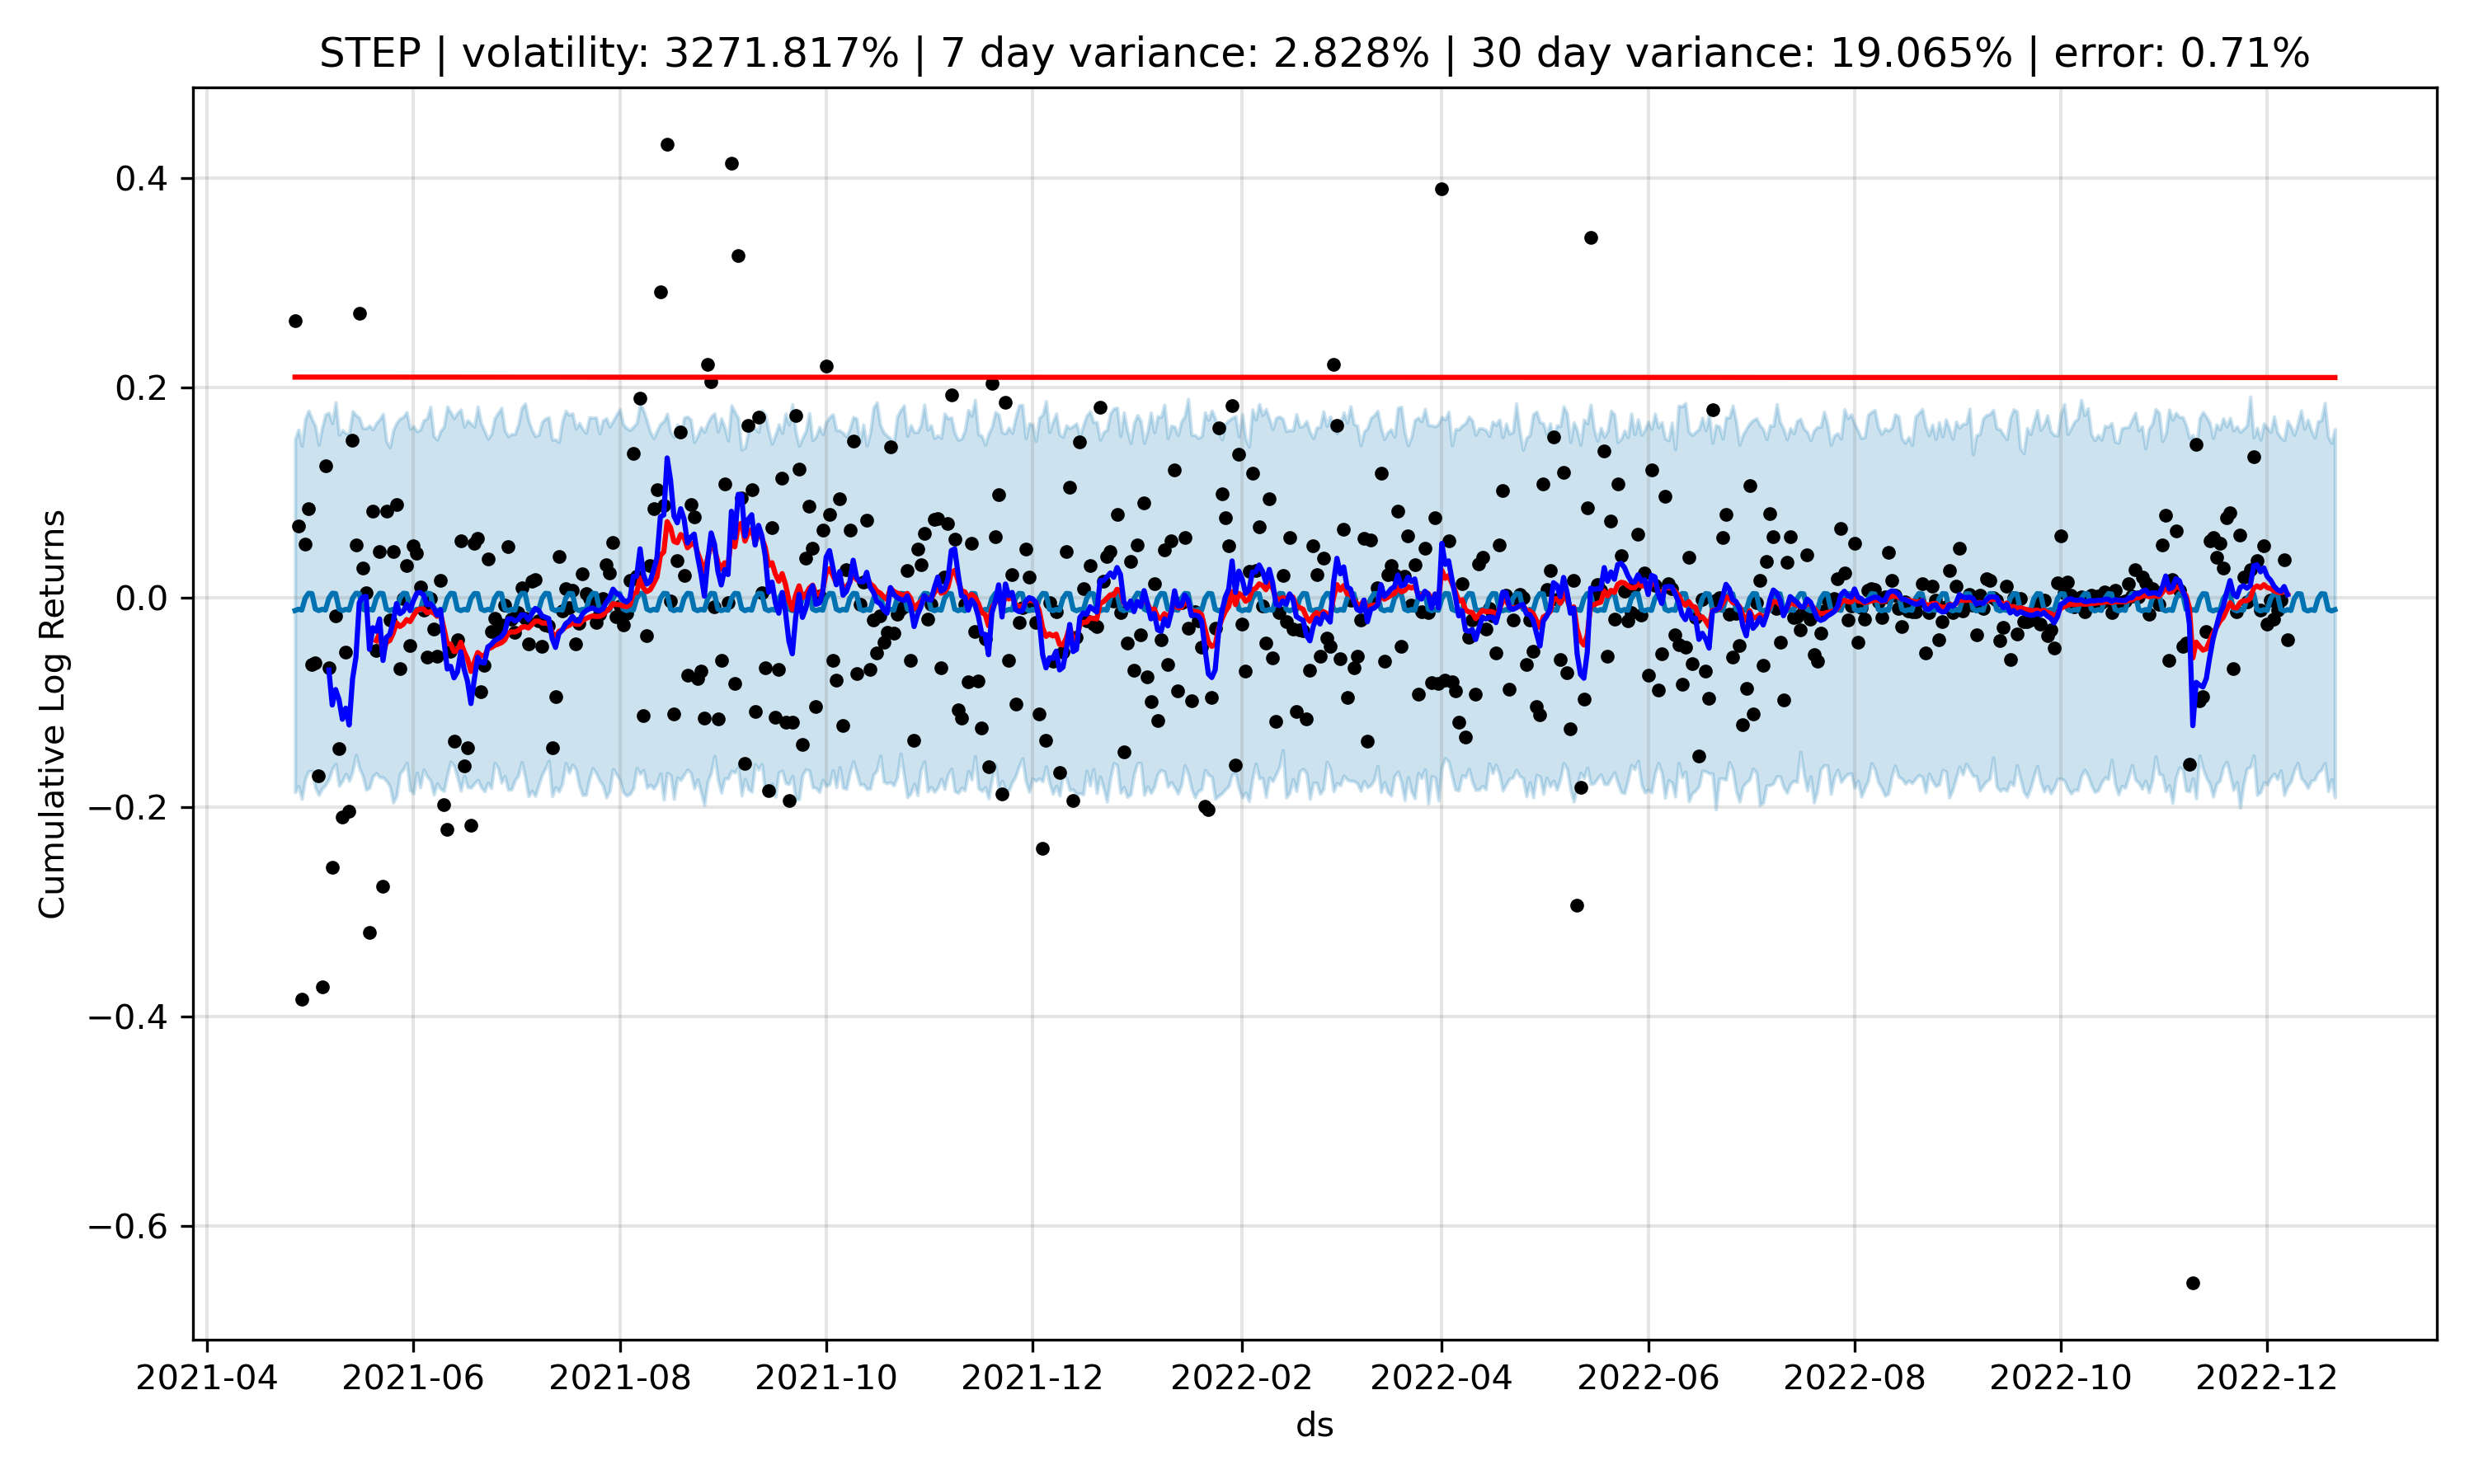 STEP | volatility: 3271.817% | 7 day variance: 2.828% | 30 day variance: 19.065% | error: 0.71%
Cumulative Log Returns
0.4
0.2
0.0
−0.2
−0.4
−0.6
2021-04 2021-06 2021-08 2021-10 2021-12 2022-02 2022-04 2022-06 2022-08 2022-10 2022-12
ds